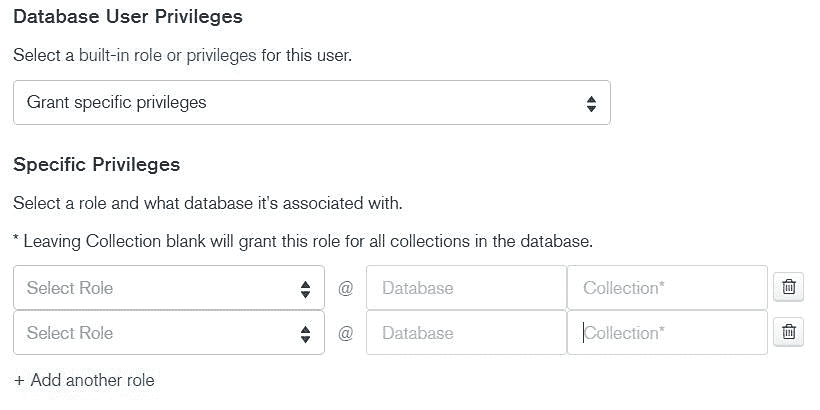 Database User Privileges
Select a built-in role or privileges for this user.
Grant specific privileges
Specific Privileges
Select a role and what database it's associated with.
* Leaving Collection blank will grant this role for all collections in the database.
Select Role @ Database Collection*
Select Role @ Database Collection*
+ Add another role